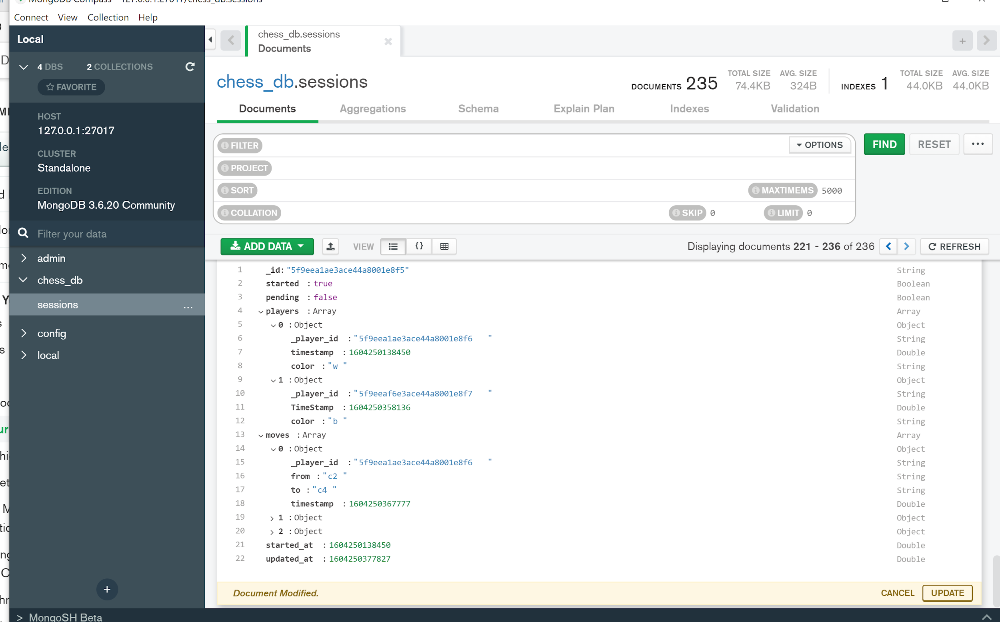 MongoDB Compass - 127.0.0.1:27017/chess_db.sessions
Connect View Collection Help
Local
chess_db.sessions
Documents
4 DBS 2 COLLECTIONS
FAVORITE
chess_db.sessions
DOCUMENTS 235 TOTAL SIZE 74.4KB AVG. SIZE 324B INDEXES 1 TOTAL SIZE 44.0KB AVG. SIZE 44.0KB
Documents Aggregations Schema Explain Plan Indexes Validation
HOST
127.0.0.1:27017
CLUSTER
Standalone
EDITION
MongoDB 3.6.20 Community
Filter your data
admin
chess_db
sessions ...
config
local
FILTER OPTIONS FIND RESET ...
PROJECT
SORT MAXTIMEMS 5000
COLLATION SKIP 0 LIMIT 0
ADD DATA VIEW {} Displaying documents 221 - 236 of 236 < > REFRESH
1 _id: "5f9eea1ae3ace44a8001e8f5" String
2 started : true Boolean
3 pending : false Boolean
4 players : Array Array
5 0 : Object Object
6 _player_id : "5f9eea1ae3ace44a8001e8f6 " String
7 timestamp : 1604250138450 Double
8 color : "w " String
9 1 : Object Object
10 _player_id : "5f9eeaf6e3ace44a8001e8f7 " String
11 TimeStamp : 1604250358136 Double
12 color : "b " String
13 moves : Array Array
14 0 : Object Object
15 _player_id : "5f9eea1ae3ace44a8001e8f6 " String
16 from : "c2 " String
17 to : "c4 " String
18 timestamp : 1604250367777 Double
19 1 : Object Object
20 2 : Object Object
21 started_at : 1604250138450 Double
22 updated_at : 1604250377827 Double
Document Modified. CANCEL UPDATE
+
> MongoSH Beta